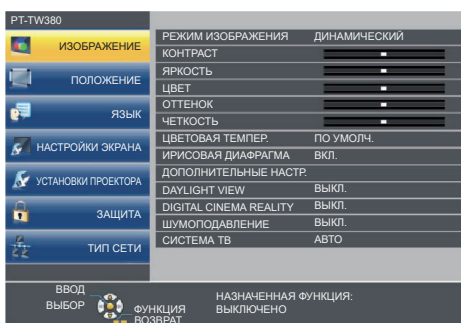 PT-TW380
ИЗОБРАЖЕНИЕ
ПОЛОЖЕНИЕ
ЯЗЫК
НАСТРОЙКИ ЭКРАНА
УСТАНОВКИ ПРОЕКТОРА
ЗАЩИТА
ТИП СЕТИ
РЕЖИМ ИЗОБРАЖЕНИЯ ДИНАМИЧЕСКИЙ
КОНТРАСТ
ЯРКОСТЬ
ЦВЕТ
ОТТЕНОК
ЧЕТКОСТЬ
ЦВЕТОВАЯ ТЕМПЕР. ПО УМОЛЧ.
ИРИСОВАЯ ДИАФРАГМА ВКЛ.
ДОПОЛНИТЕЛЬНЫЕ НАСТР.
DAYLIGHT VIEW ВЫКЛ.
DIGITAL CINEMA REALITY ВЫКЛ.
ШУМОПОДАВЛЕНИЕ ВЫКЛ.
СИСТЕМА ТВ АВТО
ВВОД
ВЫБОР
ФУНКЦИЯ
ВОЗВРАТ
НАЗНАЧЕННАЯ ФУНКЦИЯ:
ВЫКЛЮЧЕНО